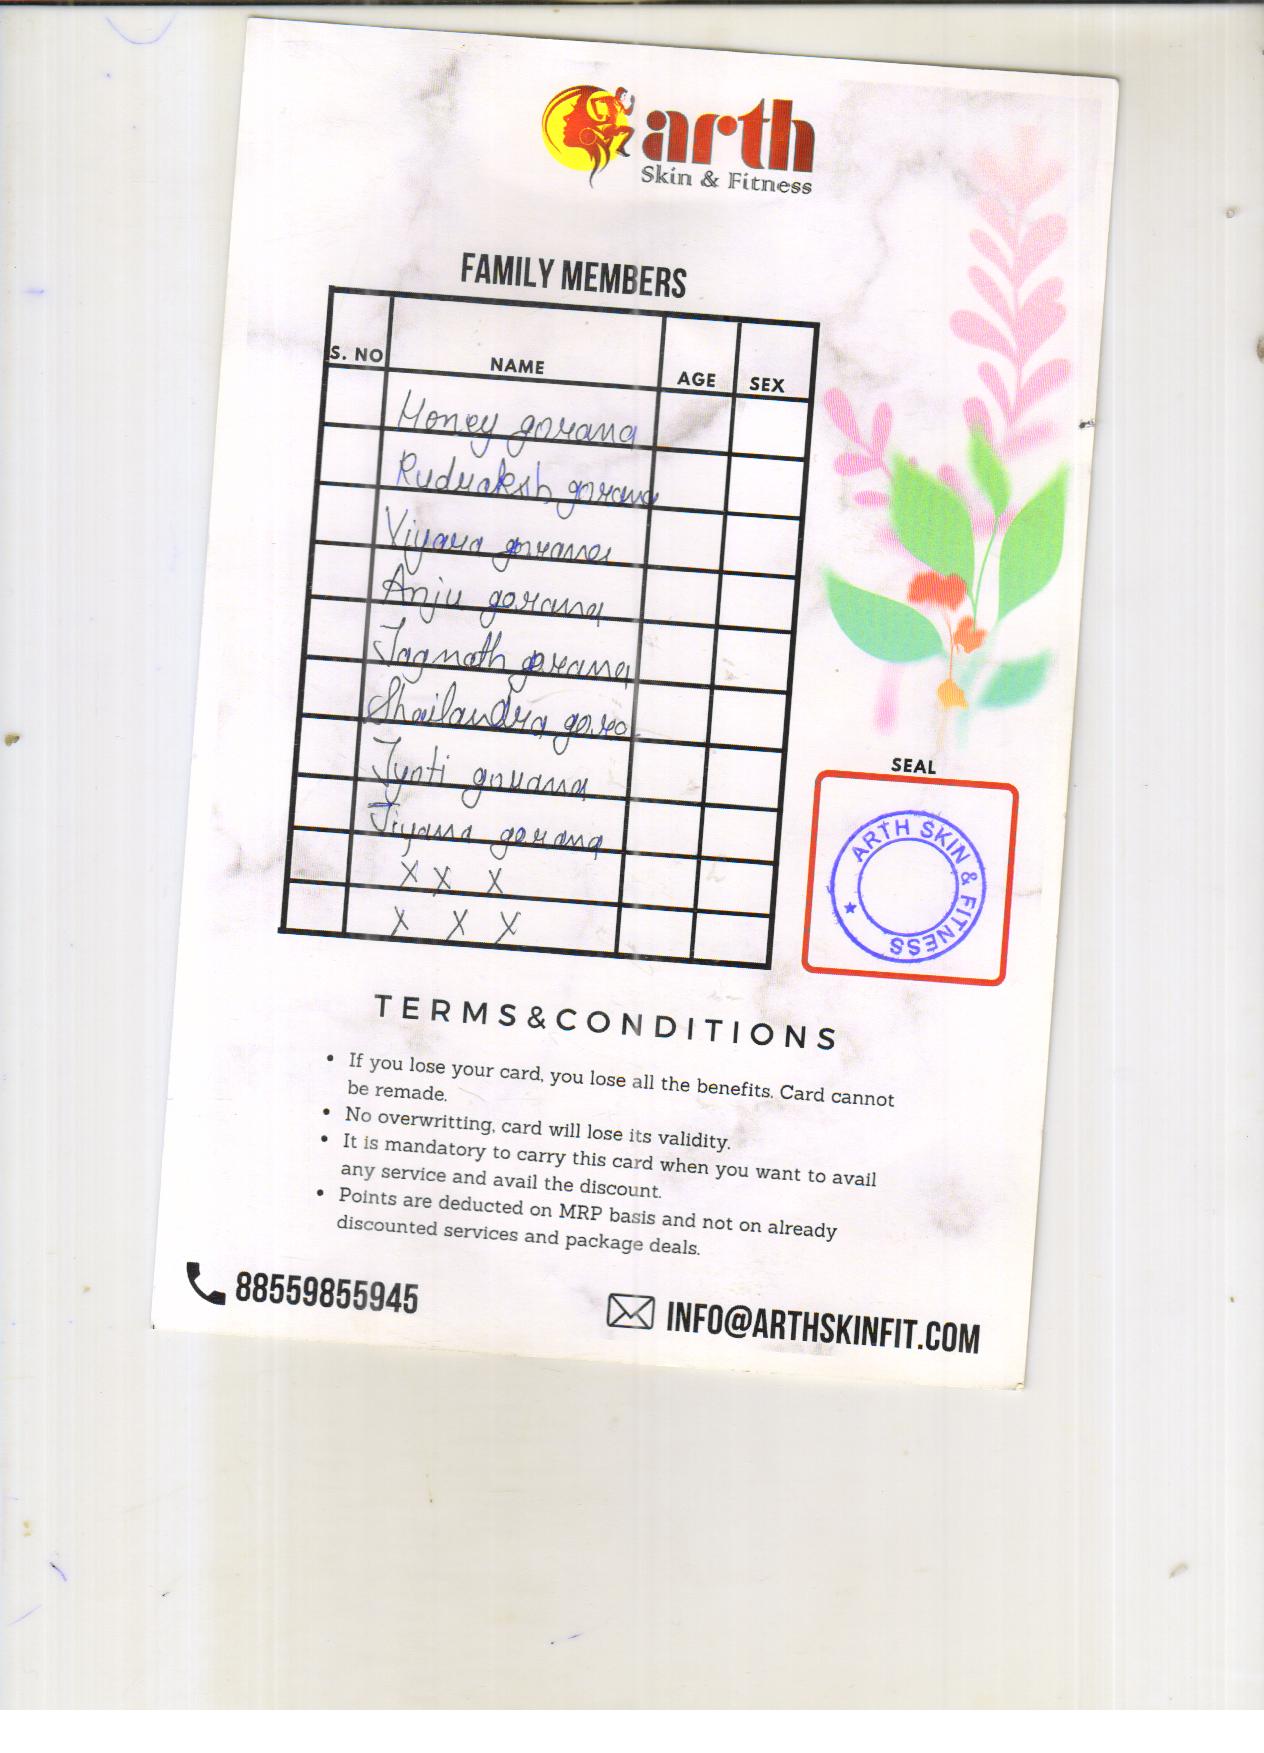 arth
Skin & Fitness
FAMILY MEMBERS
S. NO NAME AGE SEX
Honey gorana
Rudraksh gorana
Viyara gorana
Anju gorana
Jagnath gorana
Shailandra gora
Jyoti gorana
Jiyana gorana
X X X
X X X
SEAL
ARTH SKIN & FITNESS
TERMS&CONDITIONS
• If you lose your card, you lose all the benefits. Card cannot
be remade.
• No overwritting, card will lose its validity.
• It is mandatory to carry this card when you want to avail
any service and avail the discount.
• Points are deducted on MRP basis and not on already
discounted services and package deals.
88559855945
INFO@ARTHSKINFIT.COM